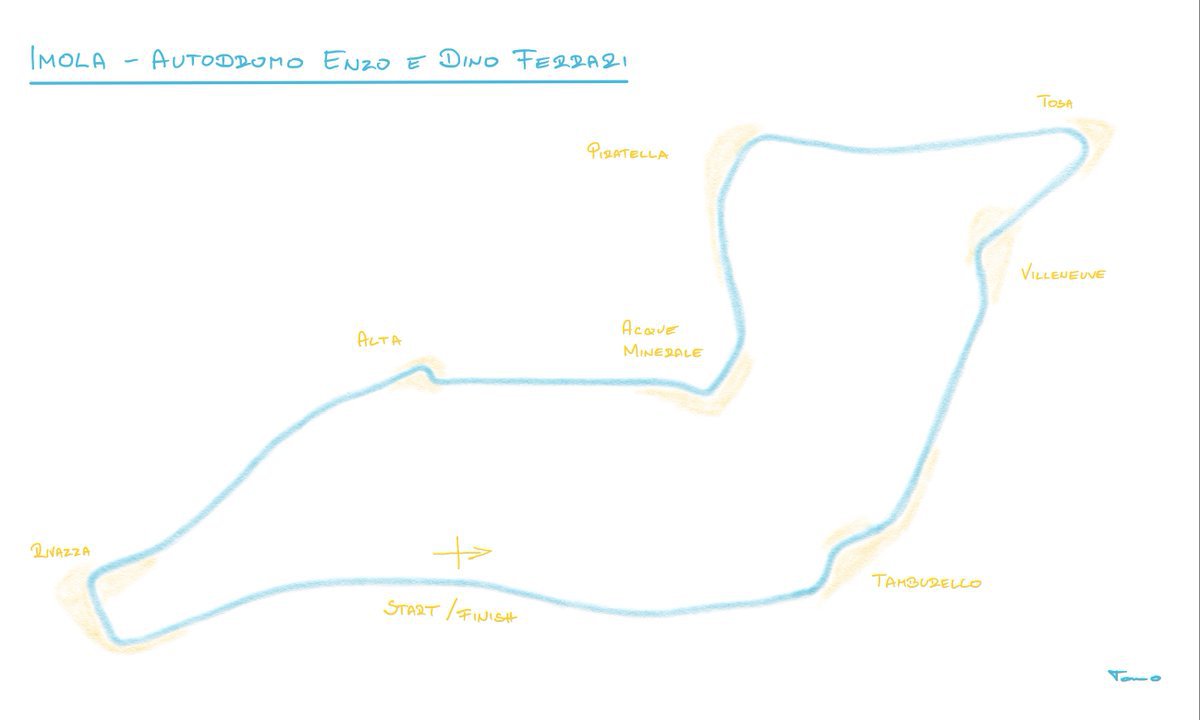 IMOLA - AUTODROMO ENZO E DINO FERRARI
TOSA
PIRATELLA
VILLENEUVE
ACQUE
MINERALE
ALTA
RIVAZZA
TAMBURELLO
START/FINISH
Tomo